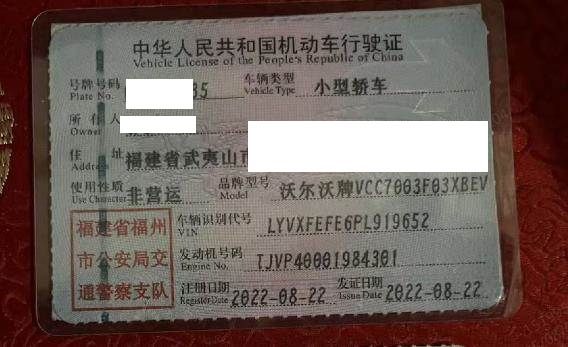 中华人民共和国机动车行驶证
Vehicle License of the People's Republic of China
号牌号码 35 车辆类型 小型轿车
Plate No. Vehicle Type
所有人
Owner
住址 福建省武夷山市
Address
使用性质 非营运 品牌型号 沃尔沃牌VCC7003F03XBEV
Use Character Model
福建省福州
市公安局交
通警察支队
车辆识别代号 LYVXFEFE6PL919652
VIN
发动机号码 TJVP40001984301
Engine No.
注册日期 2022-08-22 发证日期 2022-08-22
Register Date Issue Date